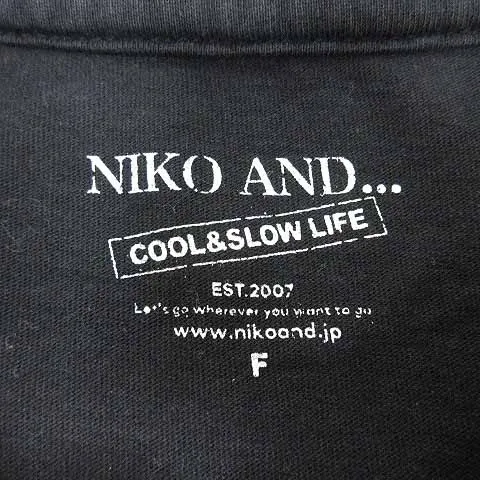 NIKO AND...
COOL&SLOW LIFE
EST.2007
Let's go wherever you want to go
www.nikoand.jp
F